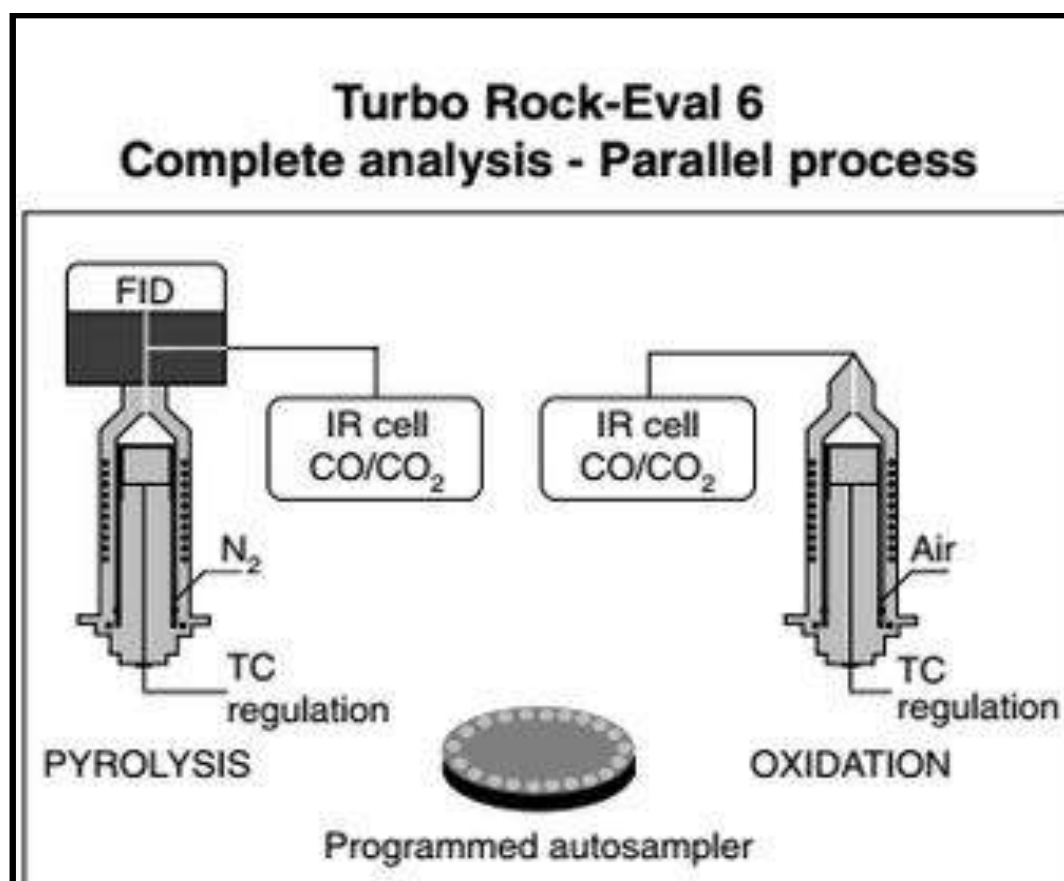 Turbo Rock-Eval 6
Complete analysis - Parallel process
FID
IR cell
CO/CO₂
IR cell
CO/CO₂
N₂
Air
TC
regulation
TC
regulation
PYROLYSIS
OXIDATION
Programmed autosampler